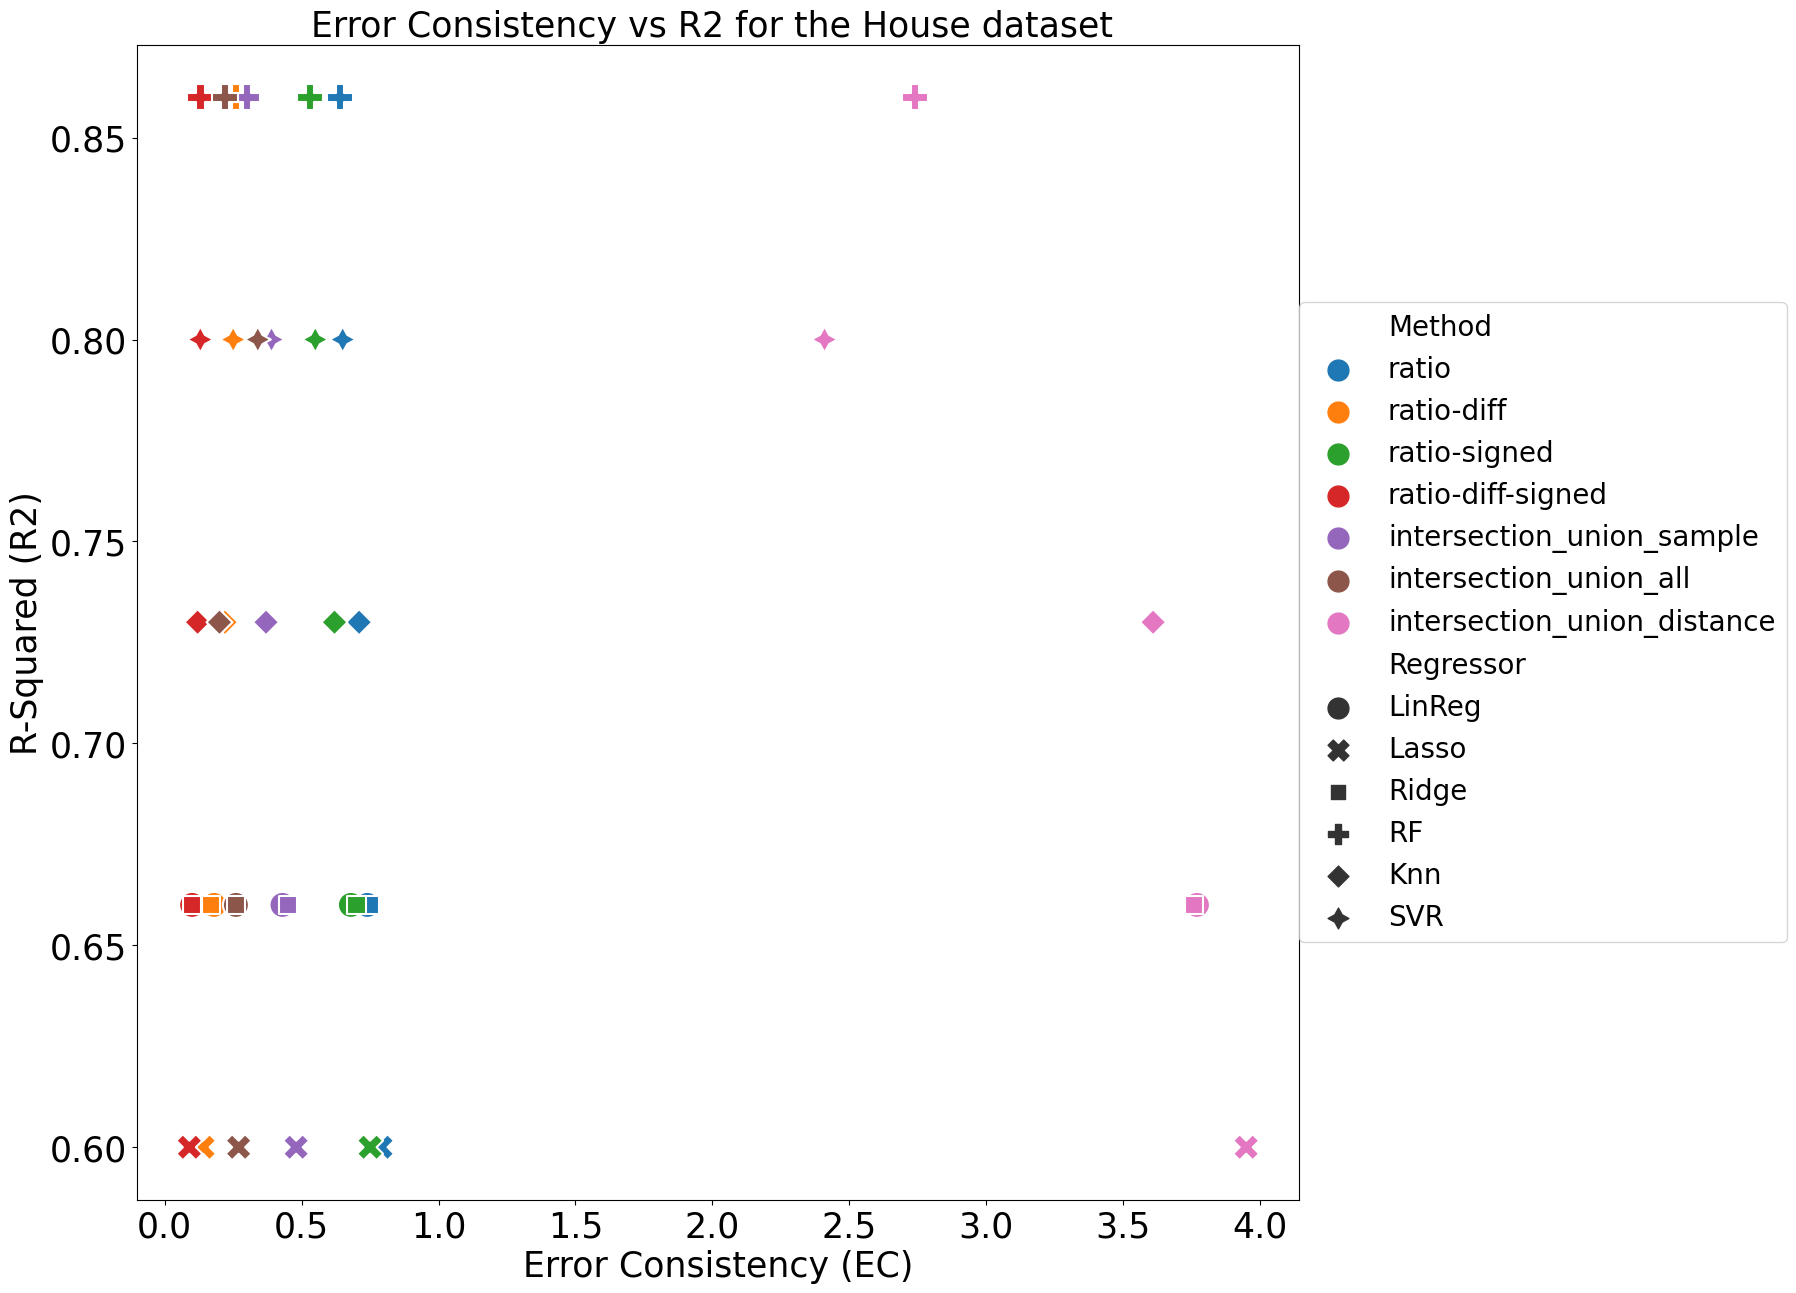 Error Consistency vs R2 for the House dataset
R-Squared (R2)
0.85
0.80
0.75
0.70
0.65
0.60
0.0 0.5 1.0 1.5 2.0 2.5 3.0 3.5 4.0
Error Consistency (EC)
Method
ratio
ratio-diff
ratio-signed
ratio-diff-signed
intersection_union_sample
intersection_union_all
intersection_union_distance
Regressor
LinReg
Lasso
Ridge
RF
Knn
SVR